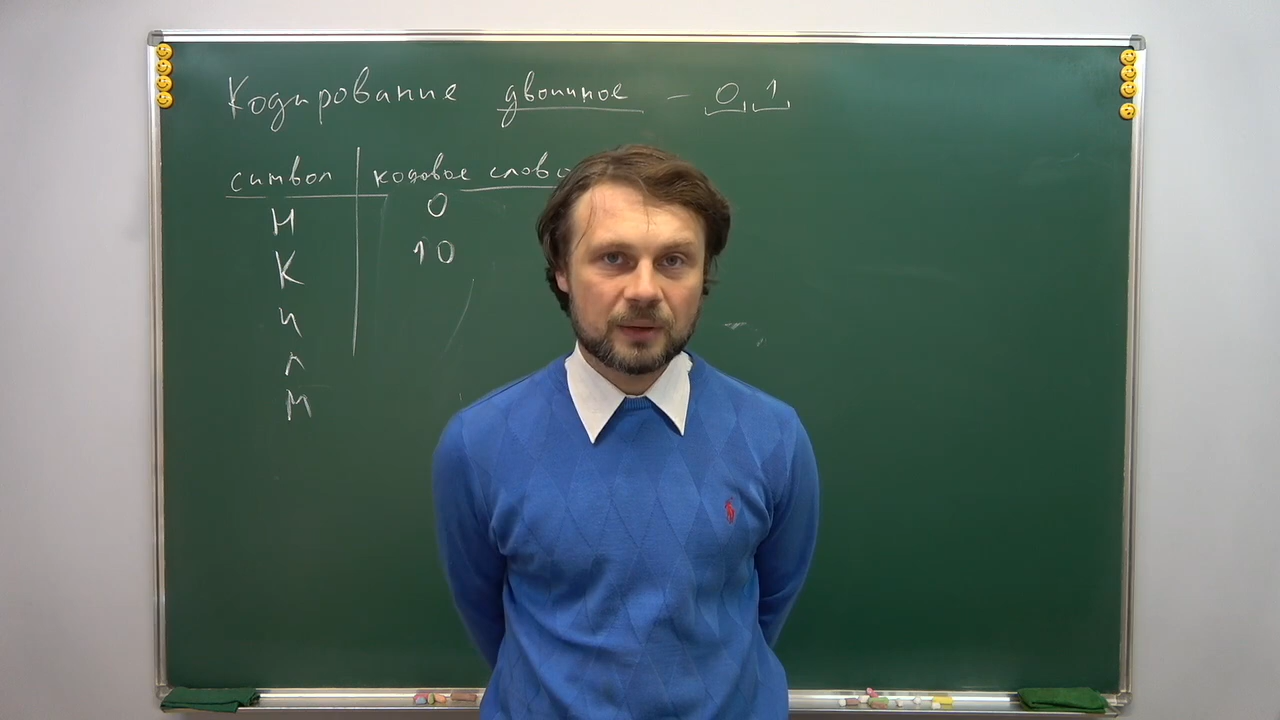 Кодирование двоичное - 0, 1
символ кодовое слово
Н 0
К 10
и
л
м